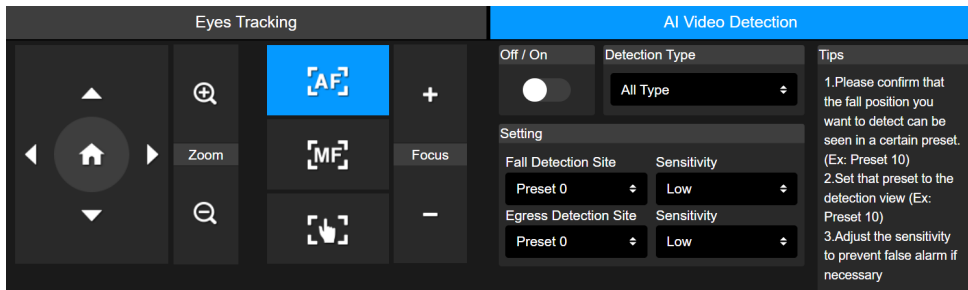 Eyes Tracking
AI Video Detection
AF
MF
Zoom
Focus
Off / On
Detection Type
All Type
Setting
Fall Detection Site
Sensitivity
Preset 0
Low
Egress Detection Site
Sensitivity
Preset 0
Low
Tips
1.Please confirm that
the fall position you
want to detect can be
seen in a certain preset.
(Ex: Preset 10)
2.Set that preset to the
detection view (Ex:
Preset 10)
3.Adjust the sensitivity
to prevent false alarm if
necessary